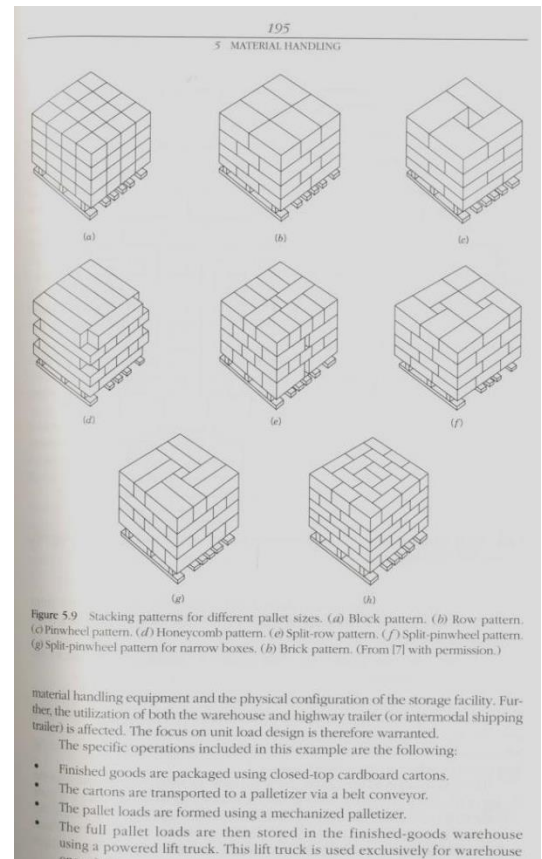 195
5 MATERIAL HANDLING
(a)
(b)
(c)
(d)
(e)
(f)
(g)
(h)
Figure 5.9 Stacking patterns for different pallet sizes. (a) Block pattern. (b) Row pattern.
(c) Pinwheel pattern. (d) Honeycomb pattern. (e) Split-row pattern. (f) Split-pinwheel pattern.
(g) Split-pinwheel pattern for narrow boxes. (h) Brick pattern. (From [7] with permission.)
material handling equipment and the physical configuration of the storage facility. Fur-
ther, the utilization of both the warehouse and highway trailer (or intermodal shipping
trailer) is affected. The focus on unit load design is therefore warranted.
The specific operations included in this example are the following:
• Finished goods are packaged using closed-top cardboard cartons.
• The cartons are transported to a palletizer via a belt conveyor.
• The pallet loads are formed using a mechanized palletizer.
• The full pallet loads are then stored in the finished-goods warehouse
using a powered lift truck. This lift truck is used exclusively for warehouse